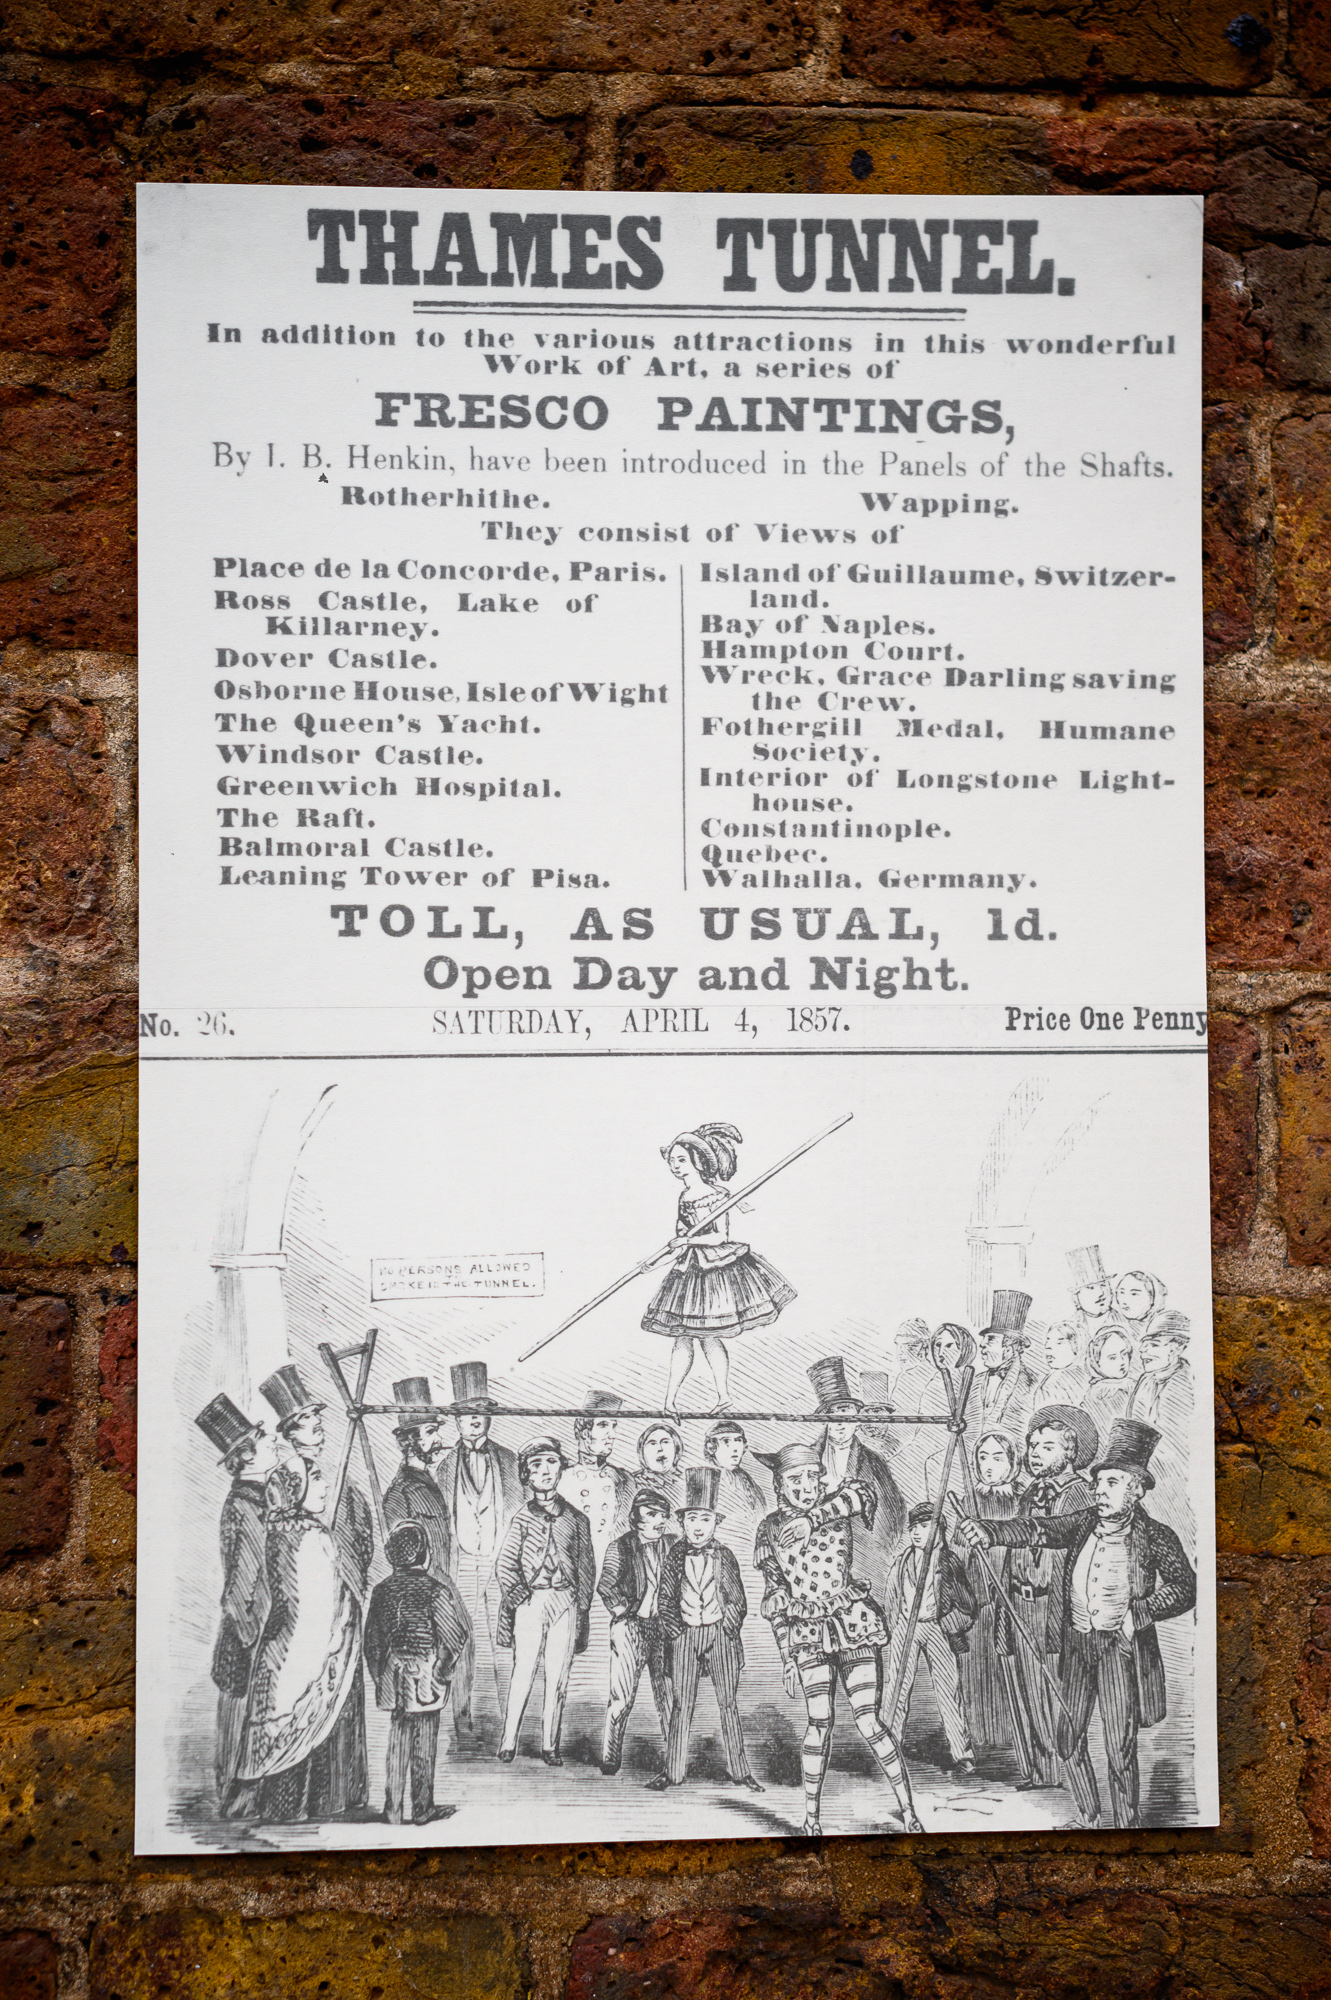 THAMES TUNNEL.
In addition to the various attractions in this wonderful
Work of Art, a series of
FRESCO PAINTINGS,
By I. B. Henkin, have been introduced in the Panels of the Shafts.
Rotherhithe.
Wapping.
They consist of Views of
Place de la Concorde, Paris.
Ross Castle, Lake of
Killarney.
Dover Castle.
Osborne House, Isle of Wight
The Queen's Yacht.
Windsor Castle.
Greenwich Hospital.
The Raft.
Balmoral Castle.
Leaning Tower of Pisa.
Island of Guillaume, Switzer-
land.
Bay of Naples.
Hampton Court.
Wreck, Grace Darling saving
the Crew.
Fothergill Medal, Humane
Society.
Interior of Longstone Light-
house.
Constantinople.
Quebec.
Walhalla, Germany.
TOLL, AS USUAL, 1d.
Open Day and Night.
No. 26. SATURDAY, APRIL 4, 1857. Price One Penny
NO PERSONS ALLOWED
TO
SMOKE IN THE TUNNEL.